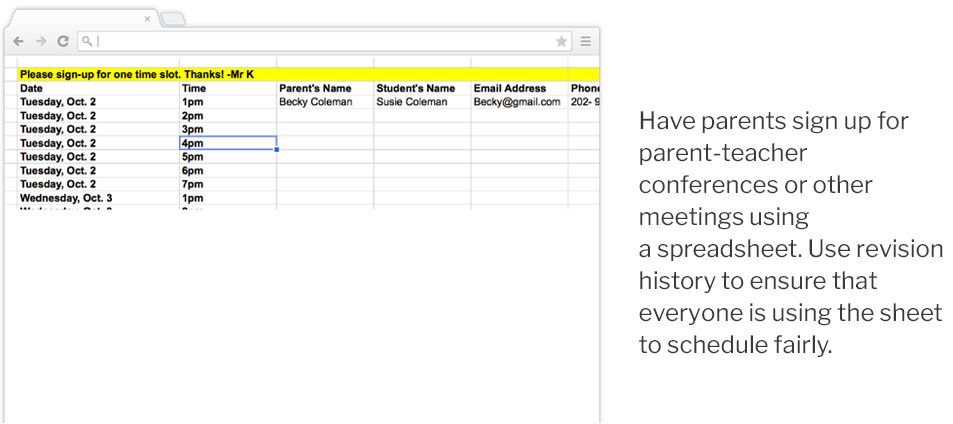 Please sign-up for one time slot. Thanks! -Mr K
Date Time Parent's Name Student's Name Email Address Phone
Tuesday, Oct. 2 1pm Becky Coleman Susie Coleman Becky@gmail.com 202- 9
Tuesday, Oct. 2 2pm
Tuesday, Oct. 2 3pm
Tuesday, Oct. 2 4pm
Tuesday, Oct. 2 5pm
Tuesday, Oct. 2 6pm
Tuesday, Oct. 2 7pm
Wednesday, Oct. 3 1pm
Have parents sign up for
parent-teacher
conferences or other
meetings using
a spreadsheet. Use revision
history to ensure that
everyone is using the sheet
to schedule fairly.